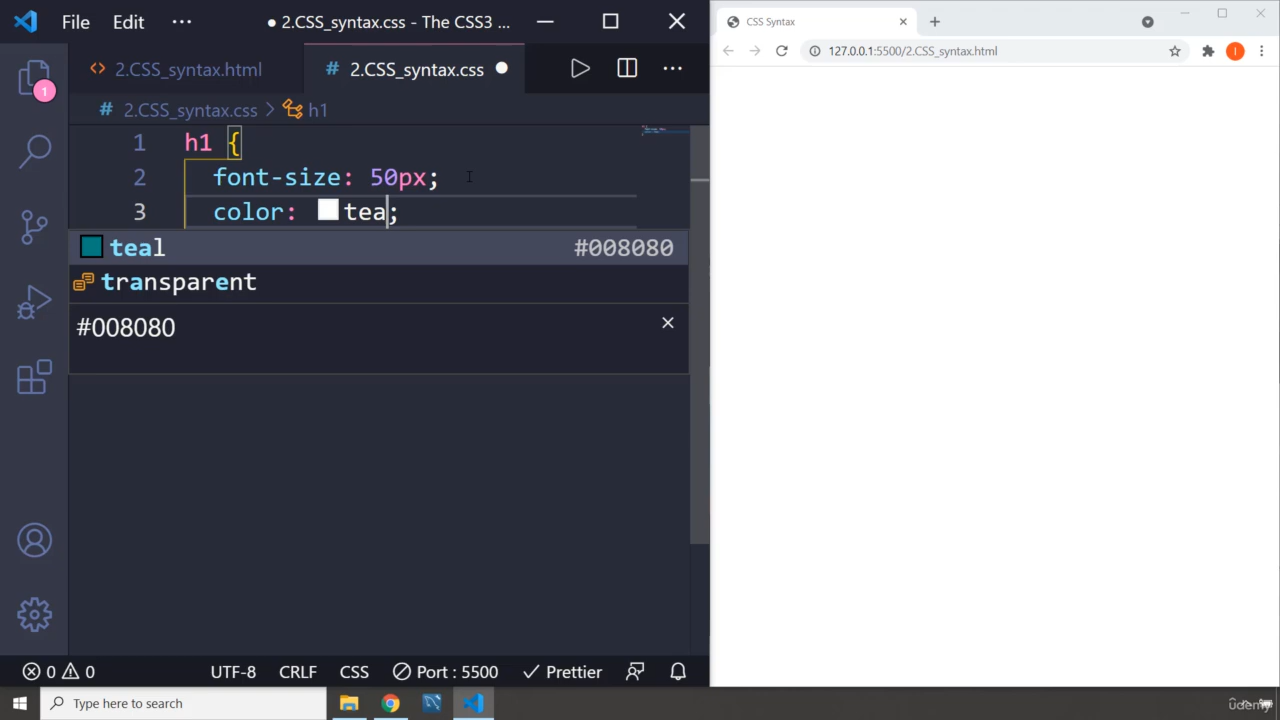 File Edit ··· ● 2.CSS_syntax.css - The CSS3 ...
2.CSS_syntax.html
# 2.CSS_syntax.css
# 2.CSS_syntax.css > h1
1 h1 {
2 font-size: 50px;
3 color: tea;
teal #008080
transparent
#008080
1
0 0 UTF-8 CRLF CSS Port : 5500 Prettier
CSS Syntax
127.0.0.1:5500/2.CSS_syntax.html
I
Type here to search
udemy